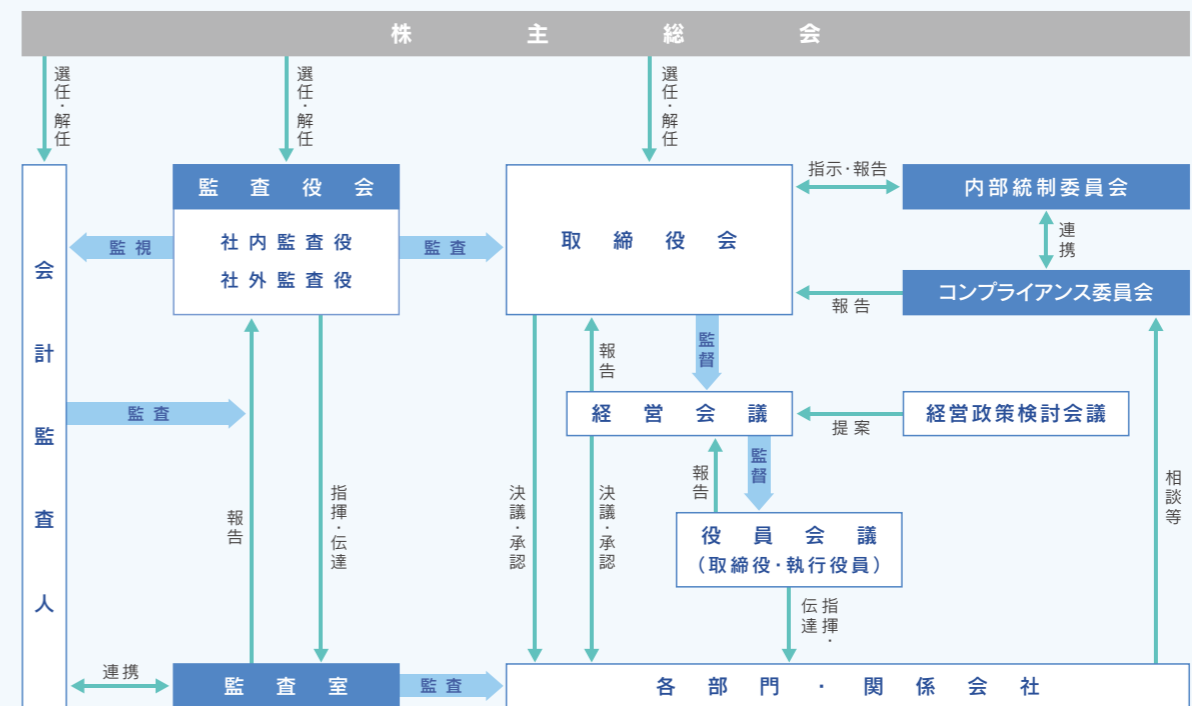 株主総会
選任・解任
選任・解任
選任・解任
会計監査人
監査役会
社内監査役
社外監査役
監視
監査
取締役会
指示・報告
内部統制委員会
連携
コンプライアンス委員会
報告
報告
監督
監査
経営会議
提案
経営政策検討会議
報告
監督
報告
指揮・伝達
決議・承認
決議・承認
役員会議
（取締役・執行役員）
相談等
指揮・伝達
連携
監査室
監査
各部門・関係会社